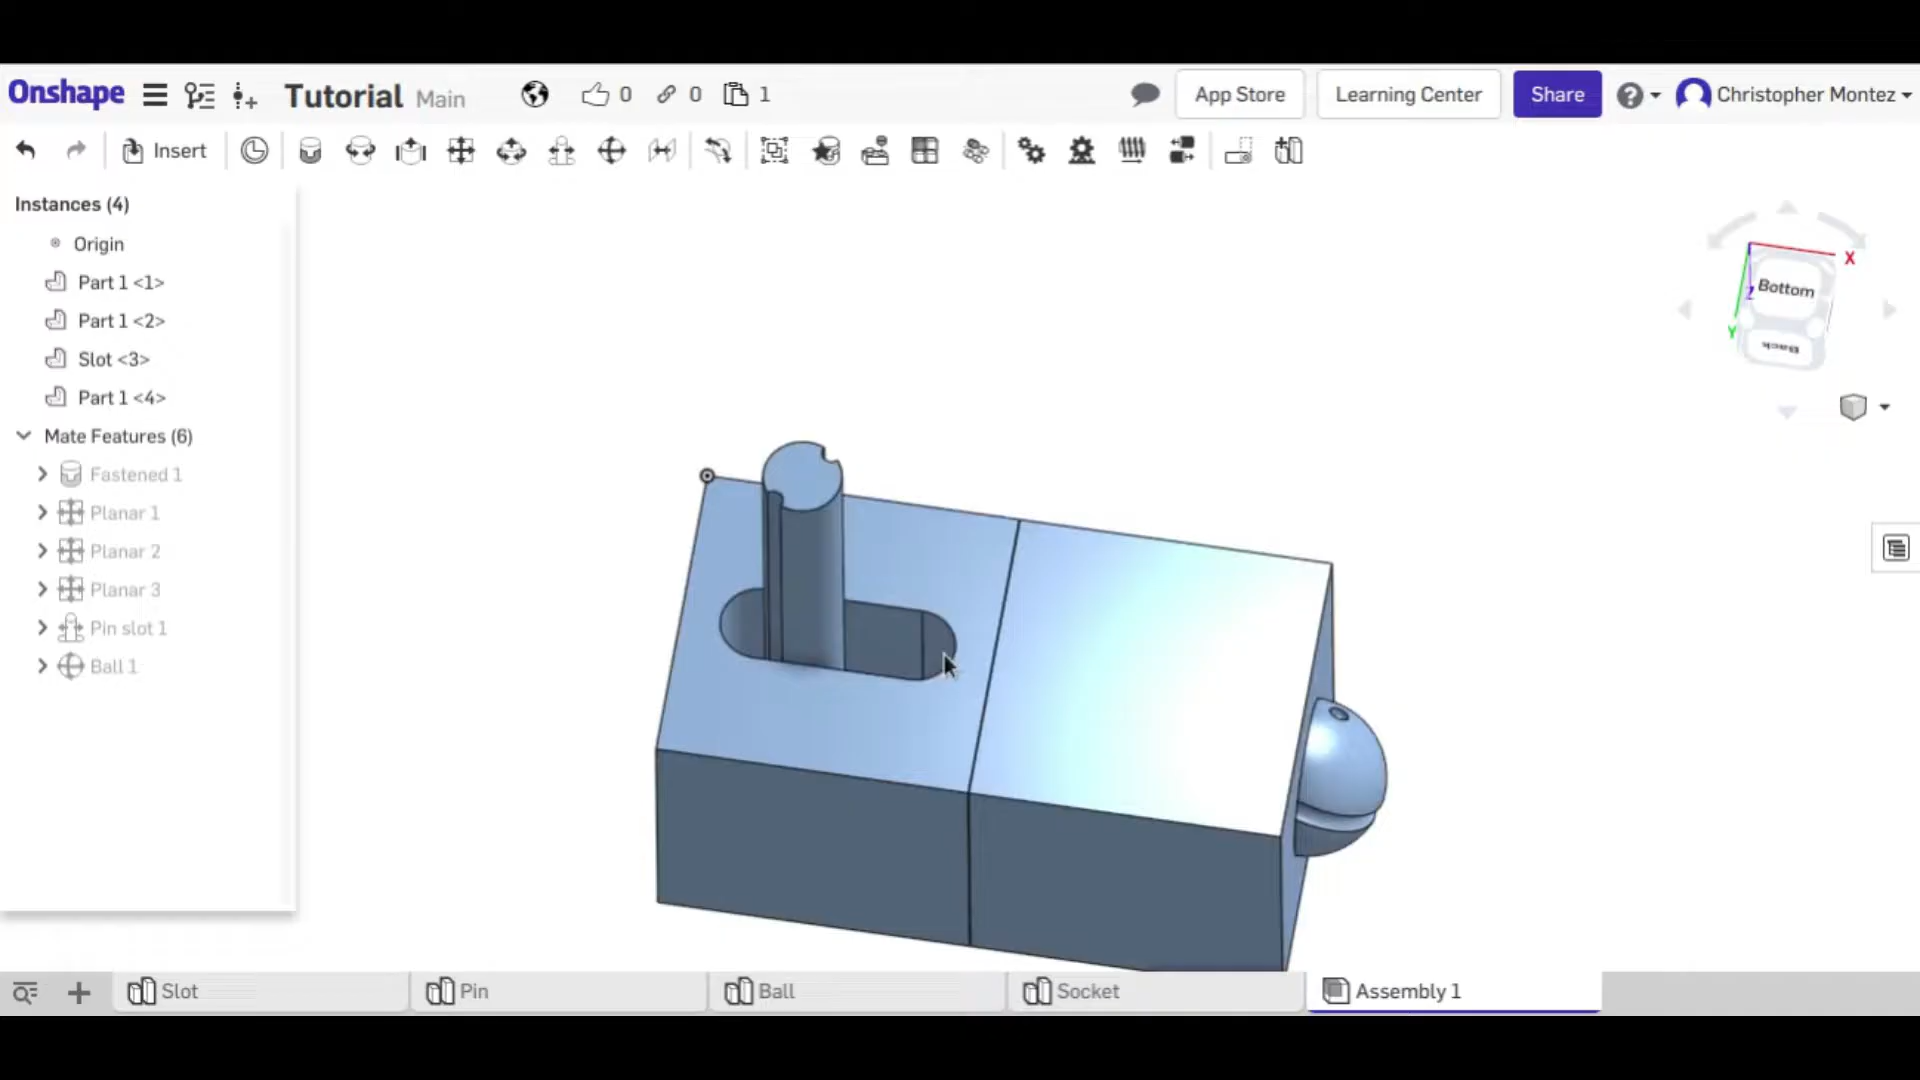 Onshape Tutorial Main 0 0 1 App Store Learning Center Share Christopher Montez
Insert
Instances (4)
Origin
Part 1 <1>
Part 1 <2>
Slot <3>
Part 1 <4>
Mate Features (6)
Fastened 1
Planar 1
Planar 2
Planar 3
Pin slot 1
Ball 1
X
Bottom
Z
Y
Back
Slot Pin Ball Socket Assembly 1